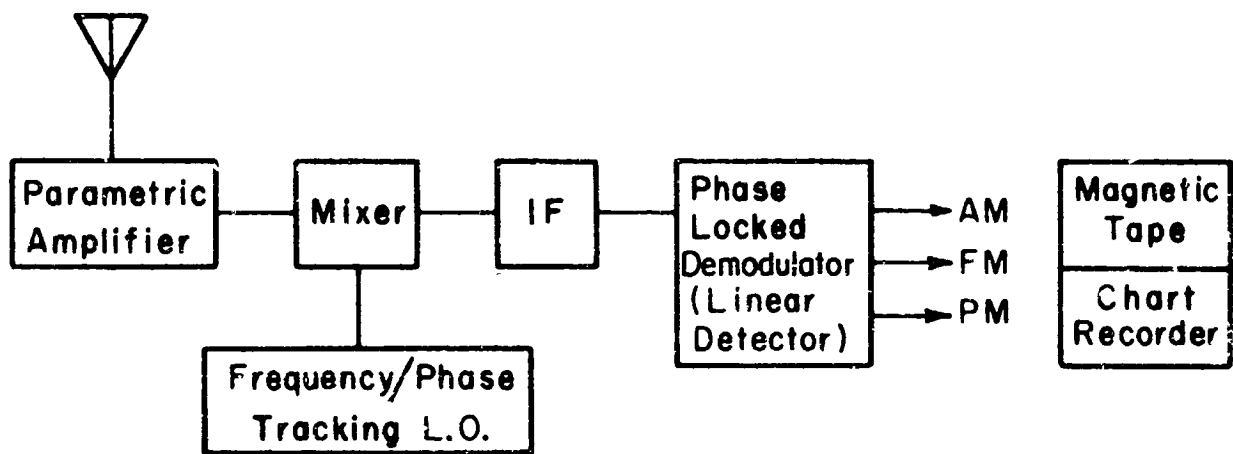 Parametric
Amplifier
Mixer
IF
Phase
Locked
Demodulator
(Linear
Detector)
AM
FM
PM
Magnetic
Tape
Chart
Recorder
Frequency/Phase
Tracking L.O.